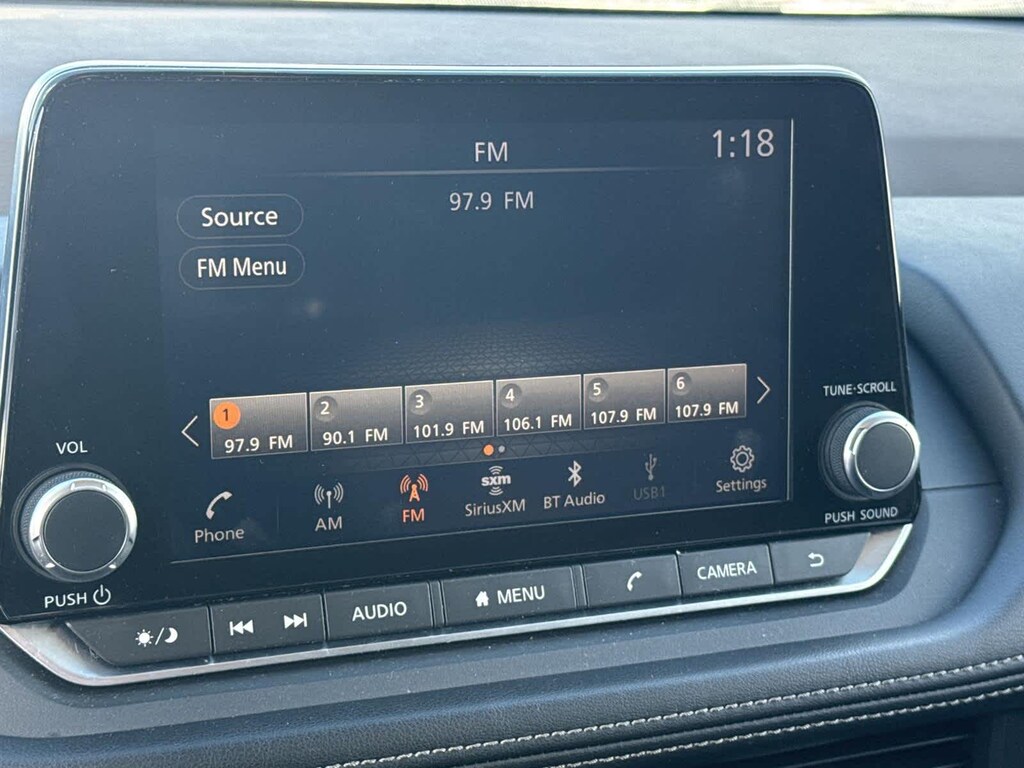 FM
1:18
97.9 FM
Source
FM Menu
1
97.9 FM
2
90.1 FM
3
101.9 FM
4
106.1 FM
5
107.9 FM
6
107.9 FM
Phone
AM
FM
sxm
SiriusXM
BT Audio
USB1
Settings
VOL
PUSH
TUNE·SCROLL
PUSH SOUND
AUDIO
MENU
CAMERA